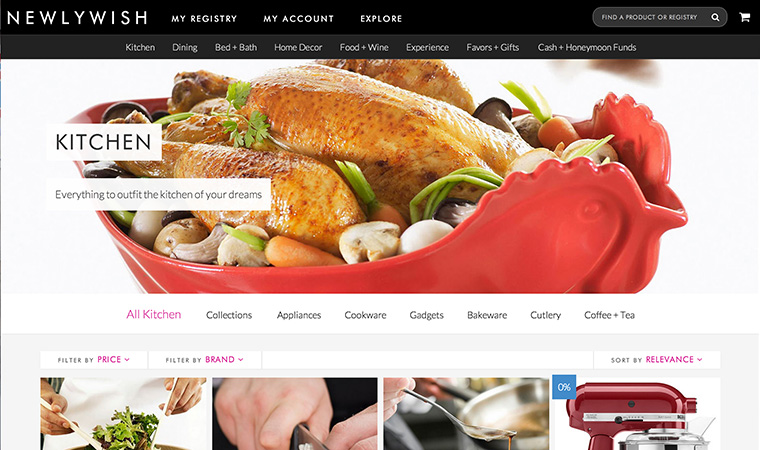 NEWLYWISH MY REGISTRY MY ACCOUNT EXPLORE FIND A PRODUCT OR REGISTRY
Kitchen Dining Bed + Bath Home Decor Food + Wine Experience Favors + Gifts Cash + Honeymoon Funds
KITCHEN
Everything to outfit the kitchen of your dreams
All Kitchen Collections Appliances Cookware Gadgets Bakeware Cutlery Coffee + Tea
FILTER BY PRICE FILTER BY BRAND SORT BY RELEVANCE
0%
KitchenAid